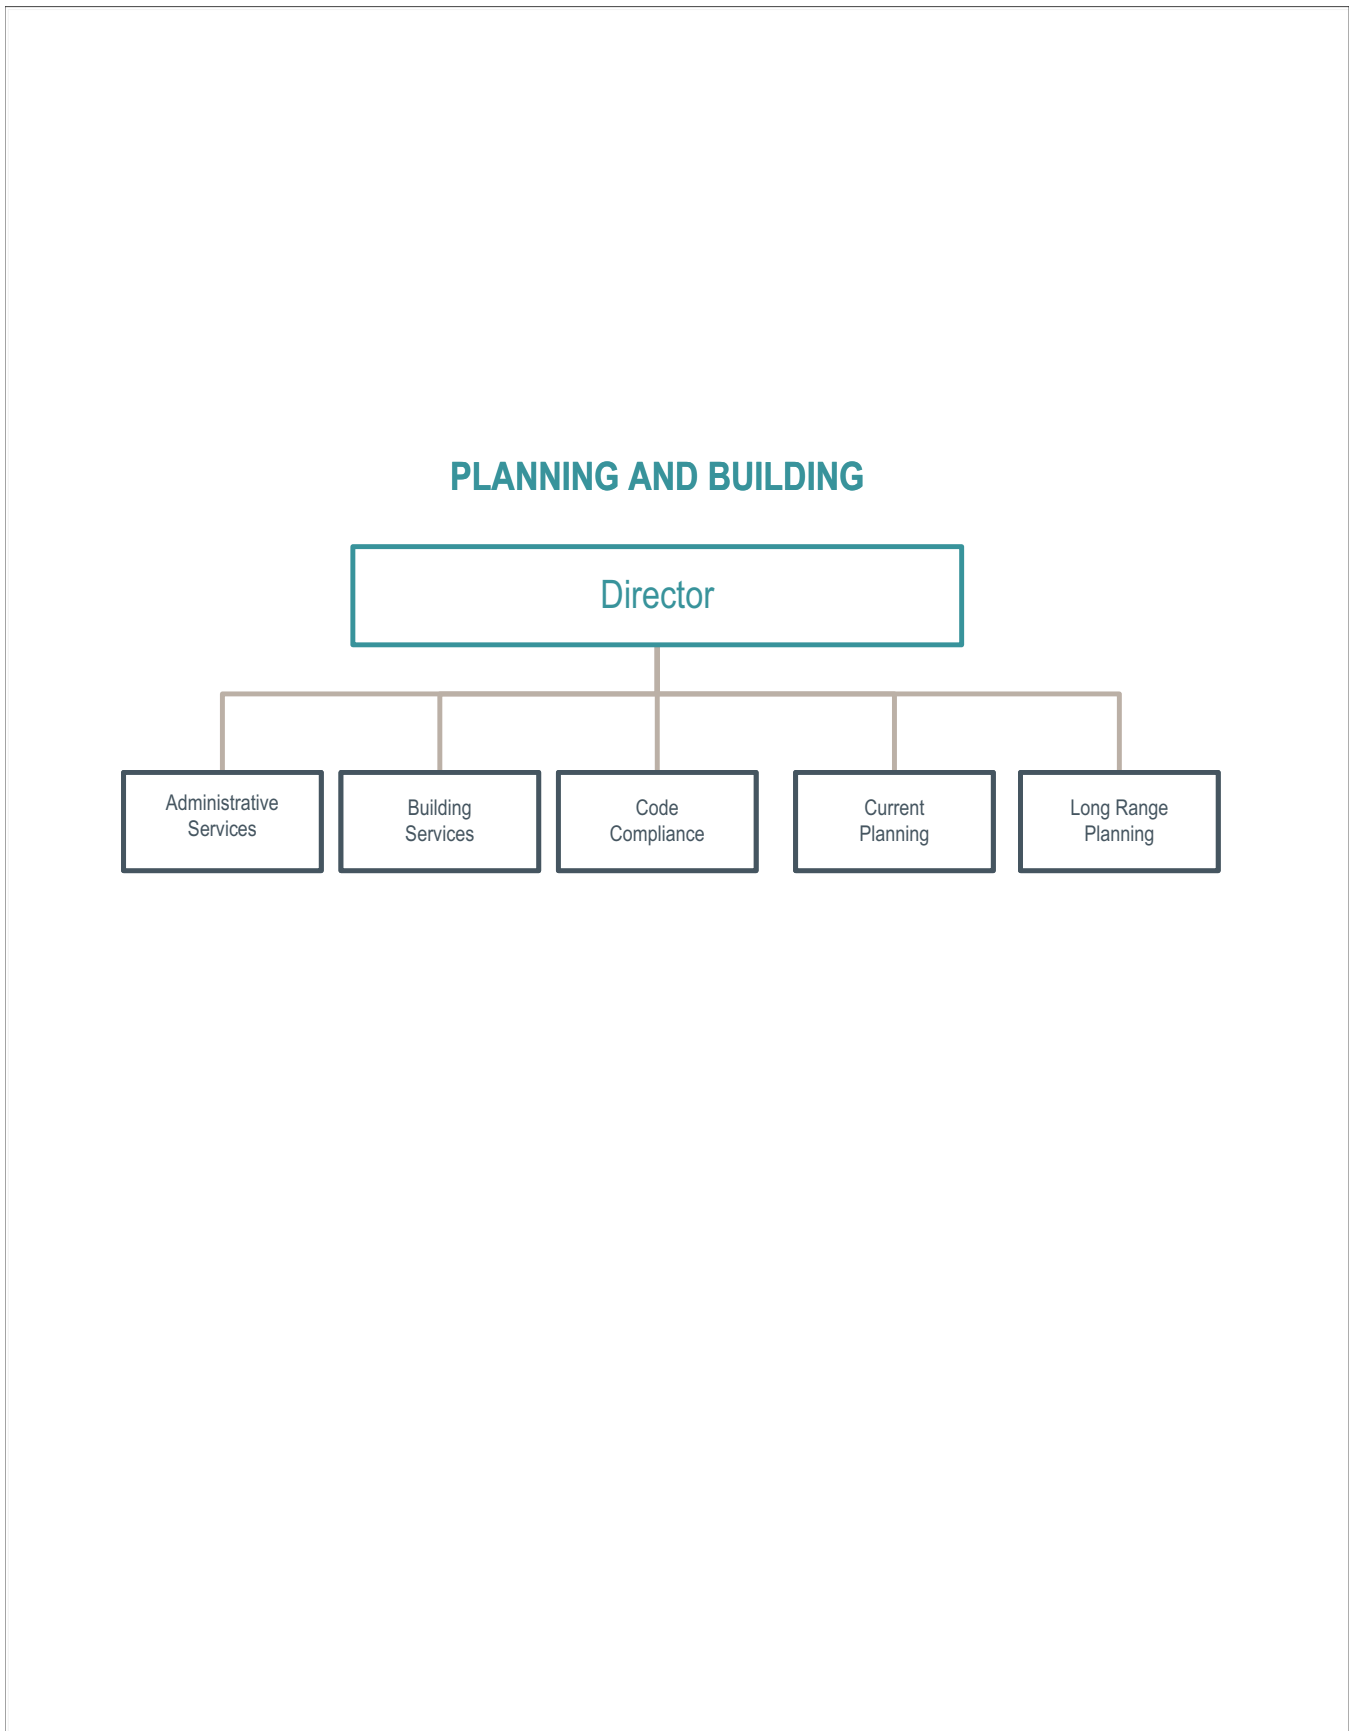 PLANNING AND BUILDING
Director
Administrative
Services
Building
Services
Code
Compliance
Current
Planning
Long Range
Planning